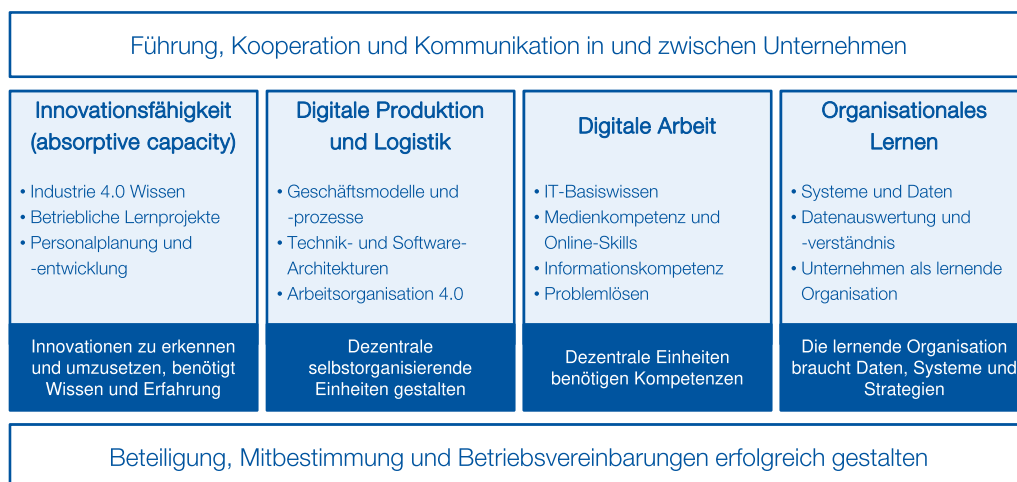 Führung, Kooperation und Kommunikation in und zwischen Unternehmen
Innovationsfähigkeit
(absorptive capacity)
• Industrie 4.0 Wissen
• Betriebliche Lernprojekte
• Personalplanung und
-entwicklung
Innovationen zu erkennen
und umzusetzen, benötigt
Wissen und Erfahrung
Digitale Produktion
und Logistik
• Geschäftsmodelle und
-prozesse
• Technik- und Software-
Architekturen
• Arbeitsorganisation 4.0
Dezentrale
selbstorganisierende
Einheiten gestalten
Digitale Arbeit
• IT-Basiswissen
• Medienkompetenz und
Online-Skills
• Informationskompetenz
• Problemlösen
Dezentrale Einheiten
benötigen Kompetenzen
Organisationales
Lernen
• Systeme und Daten
• Datenauswertung und
-verständnis
• Unternehmen als lernende
Organisation
Die lernende Organisation
braucht Daten, Systeme und
Strategien
Beteiligung, Mitbestimmung und Betriebsvereinbarungen erfolgreich gestalten